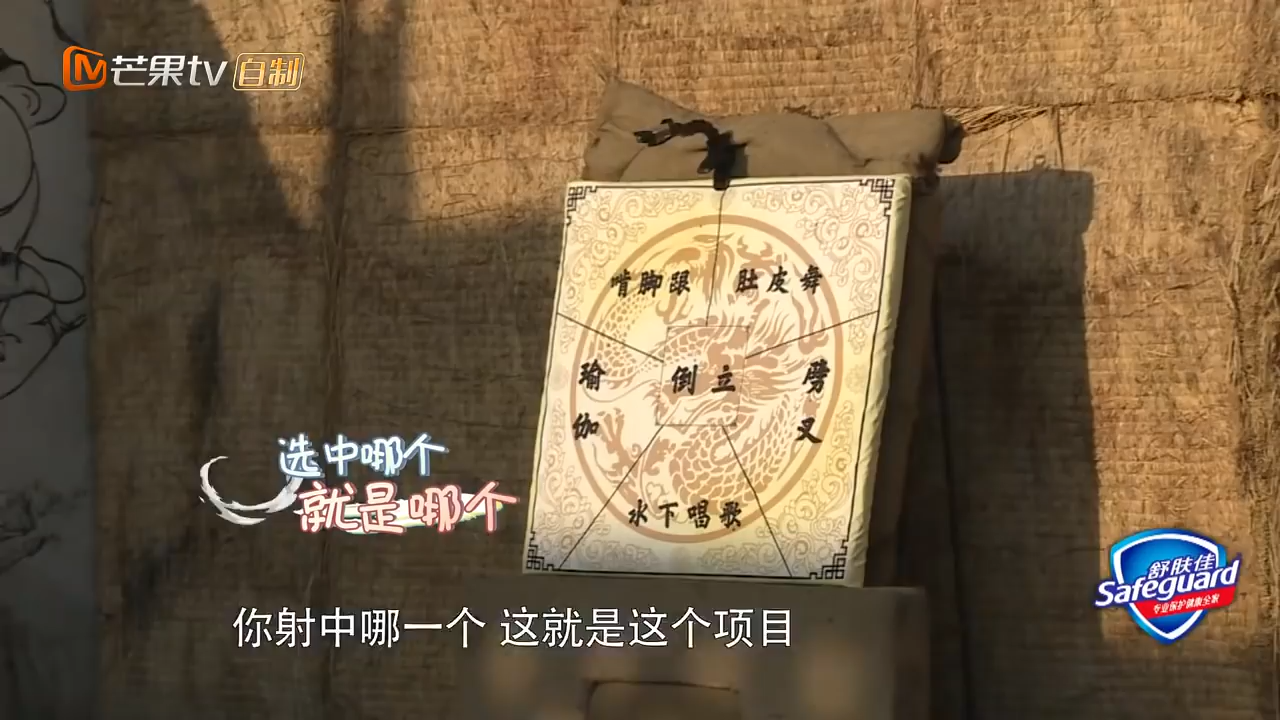 芒果tv 自制
啃脚跟 肚皮舞
瑜伽 倒立 劈叉
水下唱歌
选中哪个
就是哪个
舒肤佳
Safeguard
专业保护健康全家
你射中哪一个 这就是这个项目